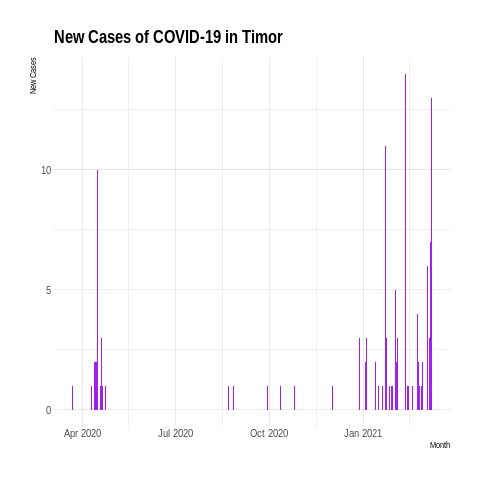 New Cases of COVID-19 in Timor
New Cases
10
5
0
Apr 2020 Jul 2020 Oct 2020 Jan 2021
Month